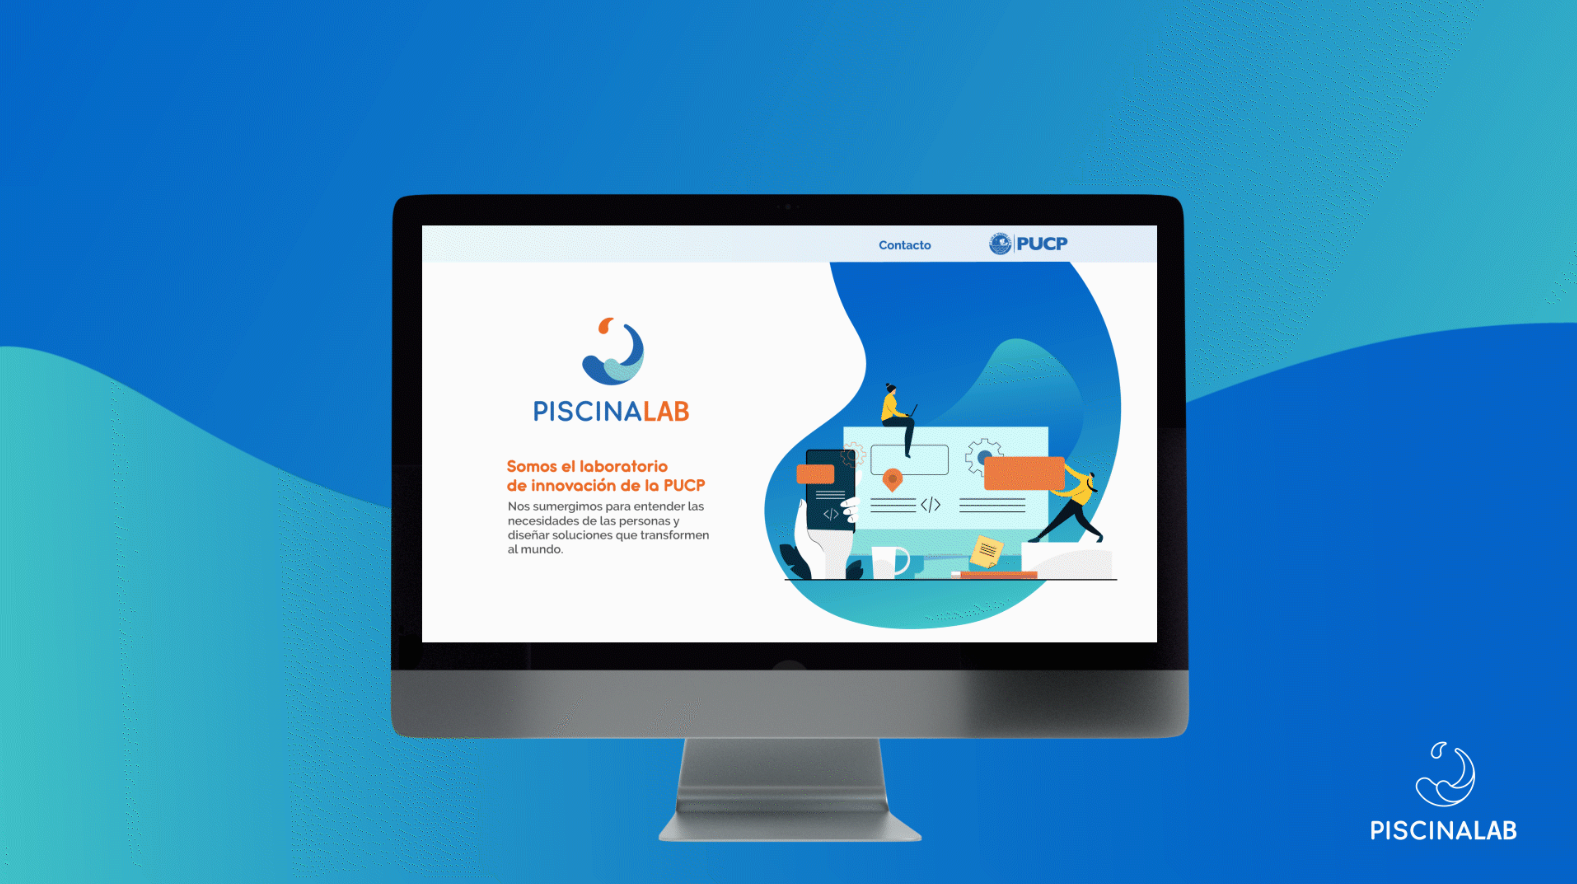 Contacto
PUCP
PISCINALAB
Somos el laboratorio
de innovación de la PUCP
Nos sumergimos para entender las
necesidades de las personas y
diseñar soluciones que transformen
al mundo.
</>
</>
PISCINALAB